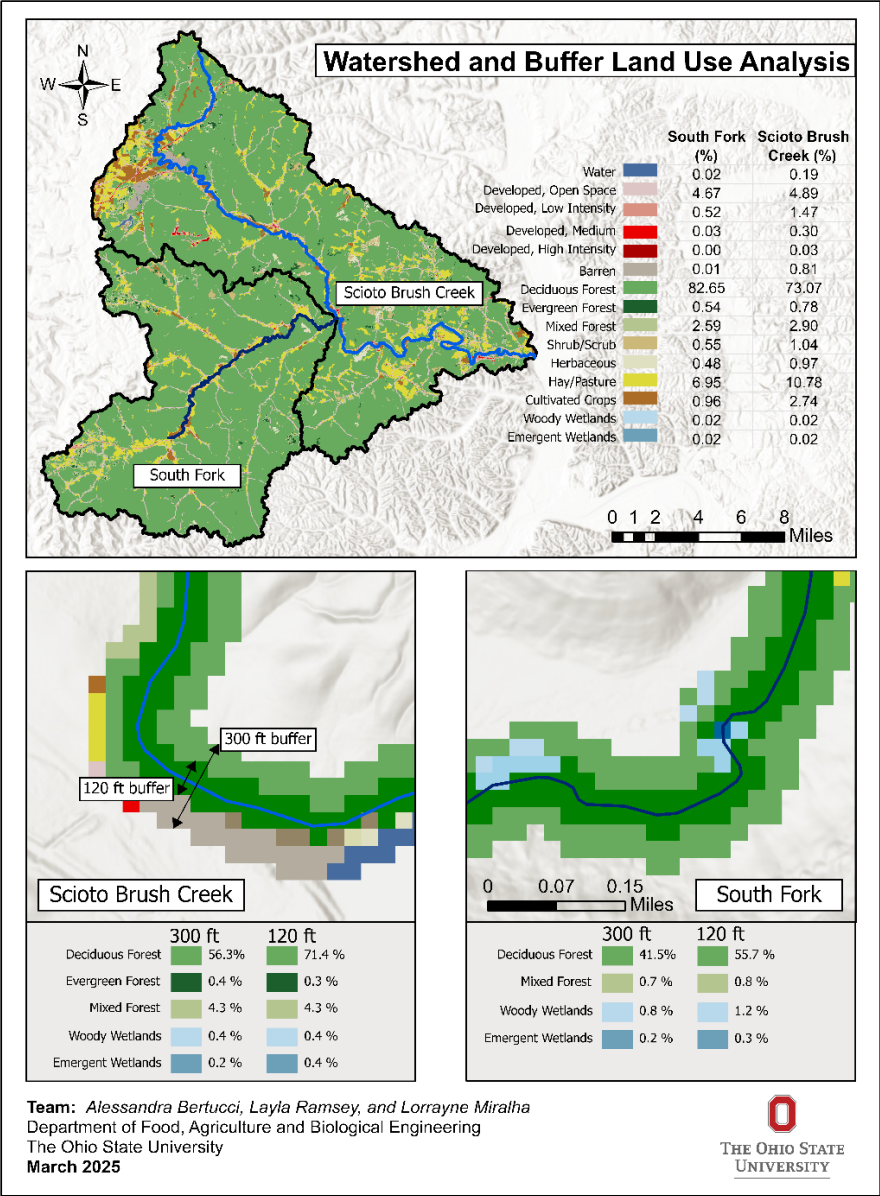 Watershed and Buffer Land Use Analysis
N
W E
S
South Fork (%) Scioto Brush Creek (%)
Water 0.02 0.19
Developed, Open Space 4.67 4.89
Developed, Low Intensity 0.52 1.47
Developed, Medium 0.03 0.30
Developed, High Intensity 0.00 0.03
Barren 0.01 0.81
Deciduous Forest 82.65 73.07
Evergreen Forest 0.54 0.78
Mixed Forest 2.59 2.90
Shrub/Scrub 0.55 1.04
Herbaceous 0.48 0.97
Hay/Pasture 6.95 10.78
Cultivated Crops 0.96 2.74
Woody Wetlands 0.02 0.02
Emergent Wetlands 0.02 0.02
Scioto Brush Creek
South Fork
0 1 2 4 6 8
Miles
300 ft buffer
120 ft buffer
Scioto Brush Creek
300 ft 120 ft
Deciduous Forest 56.3% 71.4 %
Evergreen Forest 0.4 % 0.3 %
Mixed Forest 4.3 % 4.3 %
Woody Wetlands 0.4 % 0.4 %
Emergent Wetlands 0.2 % 0.4 %
0 0.07 0.15
Miles
South Fork
300 ft 120 ft
Deciduous Forest 41.5% 55.7 %
Mixed Forest 0.7 % 0.8 %
Woody Wetlands 0.8 % 1.2 %
Emergent Wetlands 0.2 % 0.3 %
Team: Alessandra Bertucci, Layla Ramsey, and Lorrayne Miralha
Department of Food, Agriculture and Biological Engineering
The Ohio State University
March 2025
THE OHIO STATE
UNIVERSITY